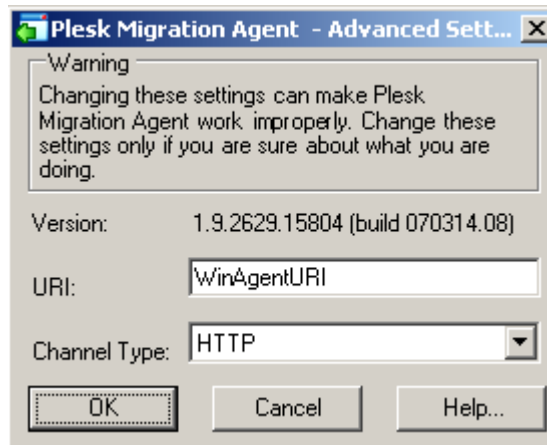 Plesk Migration Agent - Advanced Sett...
Warning
Changing these settings can make Plesk
Migration Agent work improperly. Change these
settings only if you are sure about what you are
doing.
Version: 1.9.2629.15804 (build 070314.08)
URI: WinAgentURI
Channel Type: HTTP
OK Cancel Help...